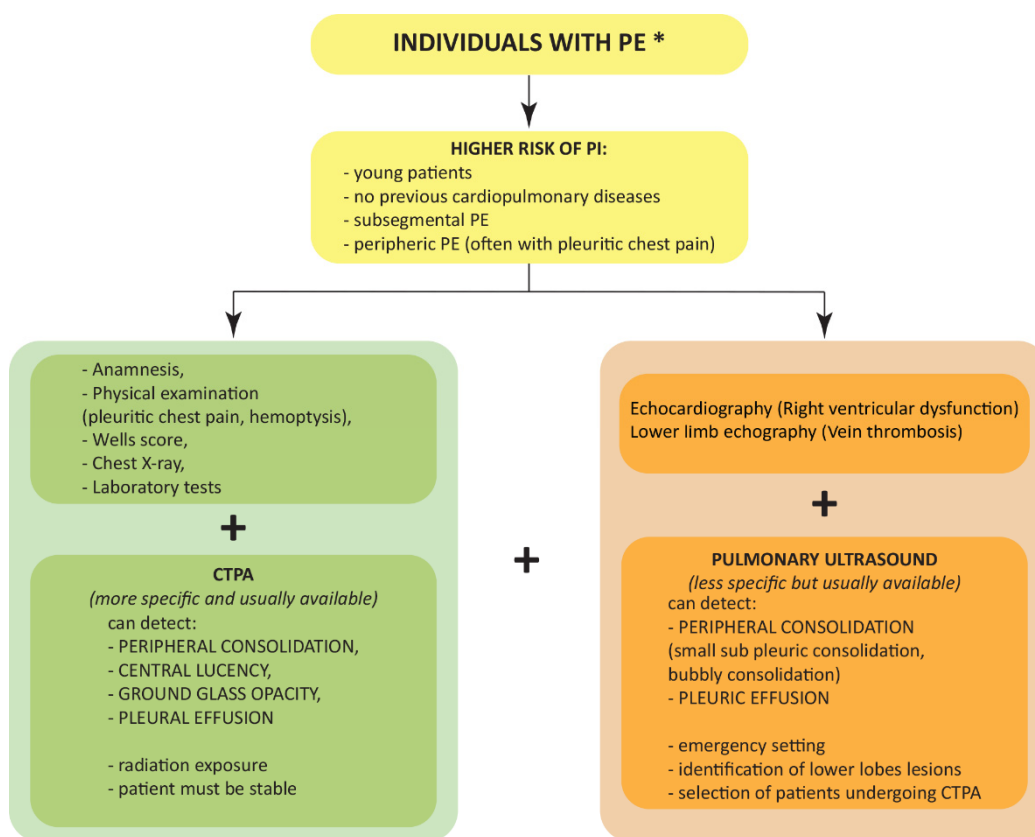 INDIVIDUALS WITH PE *
HIGHER RISK OF PI:
- young patients
- no previous cardiopulmonary diseases
- subsegmental PE
- peripheric PE (often with pleuritic chest pain)
- Anamnesis,
- Physical examination
(pleuritic chest pain, hemoptysis),
- Wells score,
- Chest X-ray,
- Laboratory tests
+
CTPA
(more specific and usually available)
can detect:
- PERIPHERAL CONSOLIDATION,
- CENTRAL LUCENCY,
- GROUND GLASS OPACITY,
- PLEURAL EFFUSION
- radiation exposure
- patient must be stable
+
Echocardiography (Right ventricular dysfunction)
Lower limb echography (Vein thrombosis)
+
PULMONARY ULTRASOUND
(less specific but usually available)
can detect:
- PERIPHERAL CONSOLIDATION
(small sub pleuric consolidation,
bubbly consolidation)
- PLEURIC EFFUSION
- emergency setting
- identification of lower lobes lesions
- selection of patients undergoing CTPA